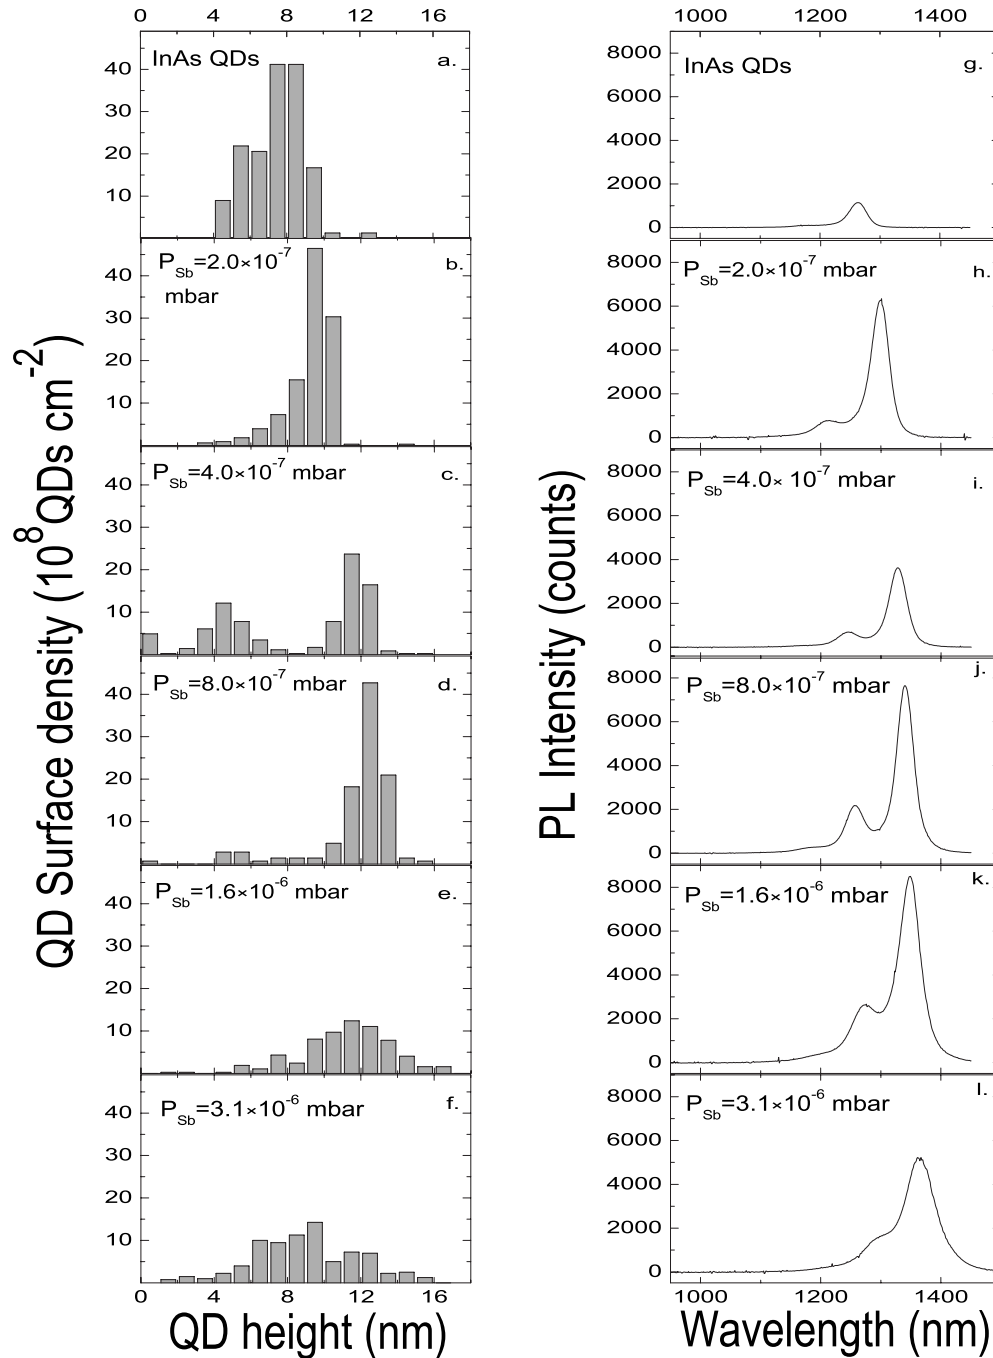 0 4 8 12 16
1000 1200 1400
InAs QDs a.
40
30
20
10
P_Sb=2.0×10^-7 b.
mbar
40
30
20
10
P_Sb=4.0×10^-7 mbar c.
40
30
20
10
P_Sb=8.0×10^-7 mbar d.
40
30
20
10
P_Sb=1.6×10^-6 mbar e.
40
30
20
10
P_Sb=3.1×10^-6 mbar f.
40
30
20
10
0 4 8 12 16
QD height (nm)
QD Surface density (10^8 QDs cm^-2)
InAs QDs g.
8000
6000
4000
2000
0
P_Sb=2.0×10^-7 mbar h.
8000
6000
4000
2000
0
P_Sb=4.0× 10^-7 mbar i.
8000
6000
4000
2000
0
P_Sb=8.0×10^-7 mbar j.
8000
6000
4000
2000
0
P_Sb=1.6×10^-6 mbar k.
8000
6000
4000
2000
0
P_Sb=3.1×10^-6 mbar l.
8000
6000
4000
2000
0
1000 1200 1400
Wavelength (nm)
PL Intensity (counts)